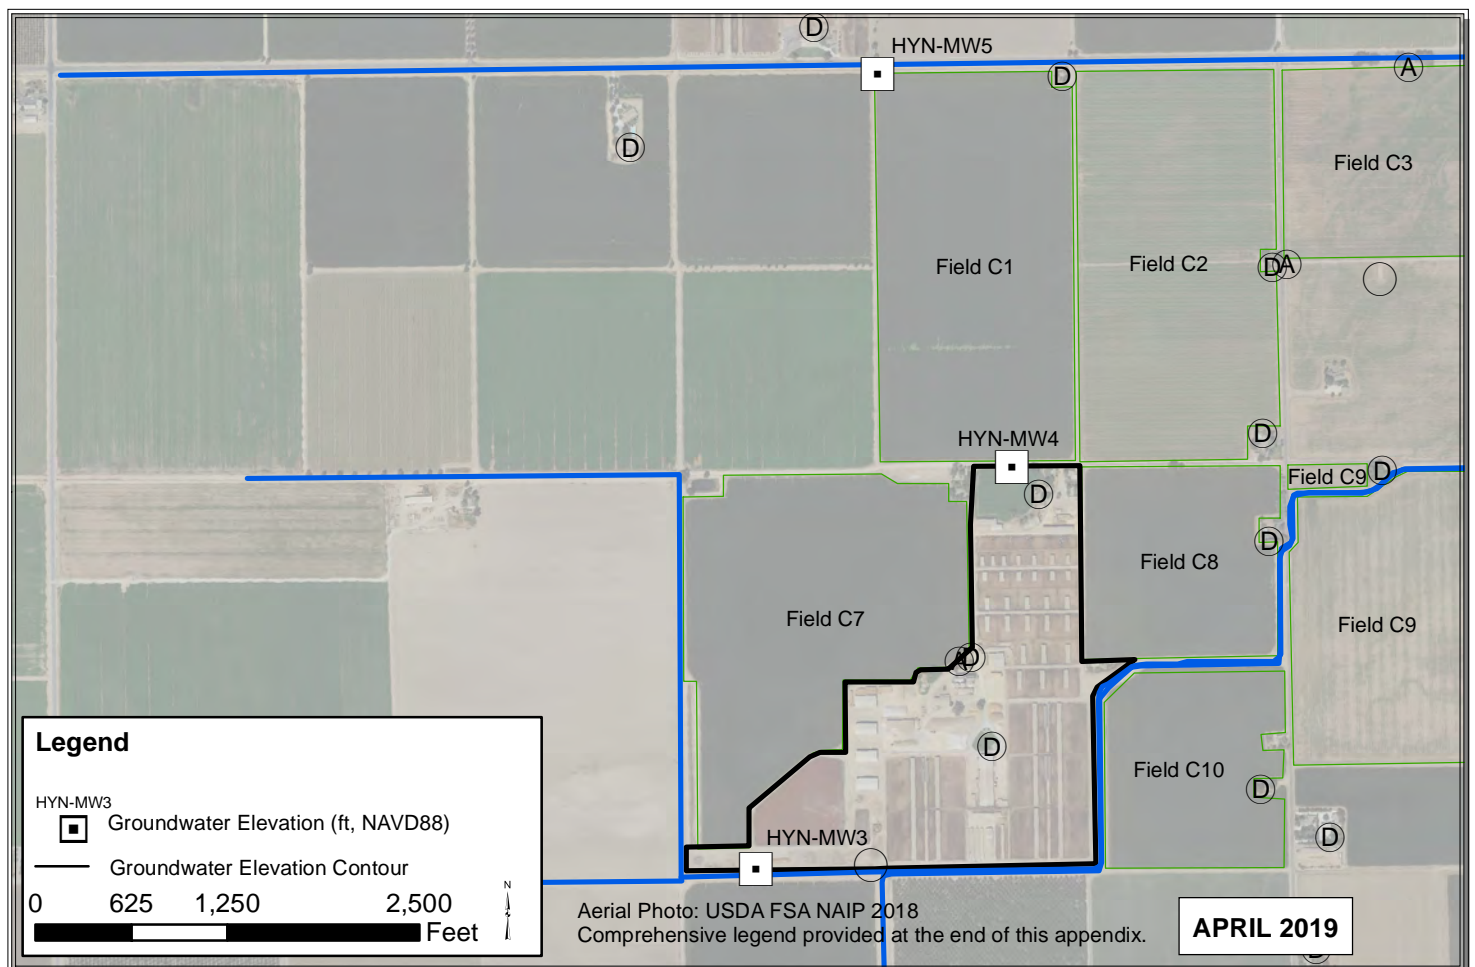 D
HYN-MW5
D
A
D
Field C3
Field C1
Field C2
D
A
HYN-MW4
D
D
Field C9
D
Field C8
D
Field C7
Field C9
A
D
D
Field C10
D
HYN-MW3
D
Legend
HYN-MW3
Groundwater Elevation (ft, NAVD88)
Groundwater Elevation Contour
0 625 1,250 2,500
Feet
N
Aerial Photo: USDA FSA NAIP 2018
Comprehensive legend provided at the end of this appendix.
APRIL 2019
D